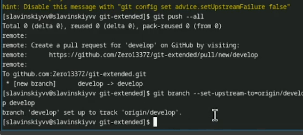 hint: Disable this message with "git config set advice.setUpstreamFailure false"
[slavinskiyv@slavinskiyvv git-extended]$ git push --all
Total 0 (delta 0), reused 0 (delta 0), pack-reused 0 (from 0)
remote:
remote: Create a pull request for 'develop' on GitHub by visiting:
remote:      https://github.com/Zero1337Z/git-extended/pull/new/develop
remote:
To github.com:Zero1337Z/git-extended.git
 * [new branch]      develop -> develop
[slavinskiyv@slavinskiyvv git-extended]$ git branch --set-upstream-to=origin/develo
p develop
branch 'develop' set up to track 'origin/develop'.
[slavinskiyv@slavinskiyvv git-extended]$